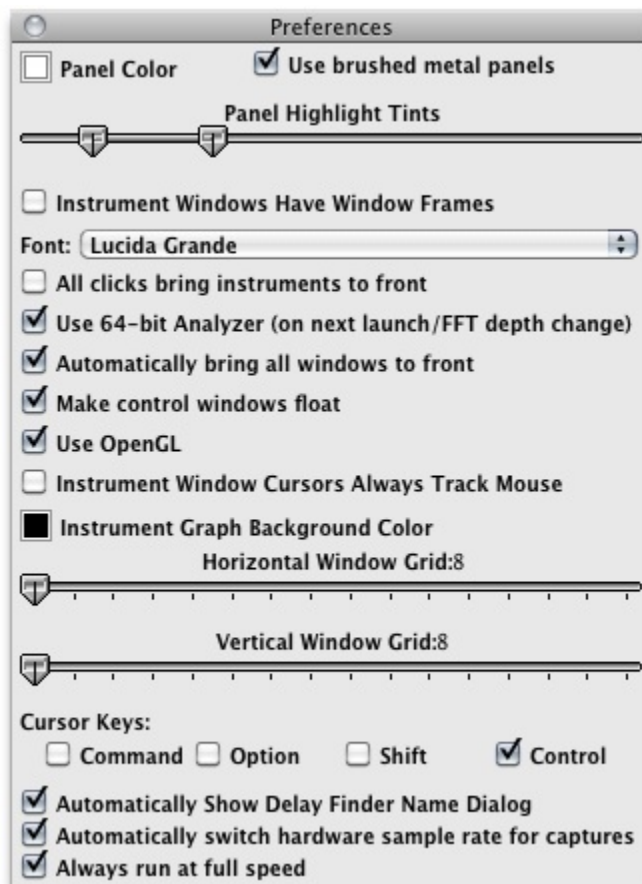 Preferences
Panel Color Use brushed metal panels
Panel Highlight Tints
Instrument Windows Have Window Frames
Font: Lucida Grande
All clicks bring instruments to front
Use 64-bit Analyzer (on next launch/FFT depth change)
Automatically bring all windows to front
Make control windows float
Use OpenGL
Instrument Window Cursors Always Track Mouse
Instrument Graph Background Color
Horizontal Window Grid:8
Vertical Window Grid:8
Cursor Keys:
Command Option Shift Control
Automatically Show Delay Finder Name Dialog
Automatically switch hardware sample rate for captures
Always run at full speed